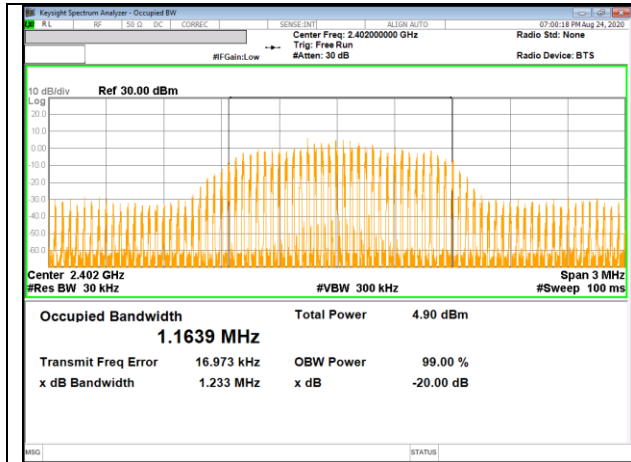 Keysight Spectrum Analyzer - Occupied BW
RL RF 50 Ω DC CORREC SENSE:INT ALIGN AUTO 07:00:18 PM Aug 24, 2020
Center Freq: 2.402000000 GHz Radio Std: None
Trig: Free Run
#IFGain:Low #Atten: 30 dB Radio Device: BTS
10 dB/div Ref 30.00 dBm
Log
20.0
10.0
0.00
-10.0
-20.0
-30.0
-40.0
-50.0
-60.0
Center 2.402 GHz Span 3 MHz
#Res BW 30 kHz #VBW 300 kHz #Sweep 100 ms
Occupied Bandwidth Total Power 4.90 dBm
1.1639 MHz
Transmit Freq Error 16.973 kHz OBW Power 99.00 %
x dB Bandwidth 1.233 MHz x dB -20.00 dB
MSG STATUS